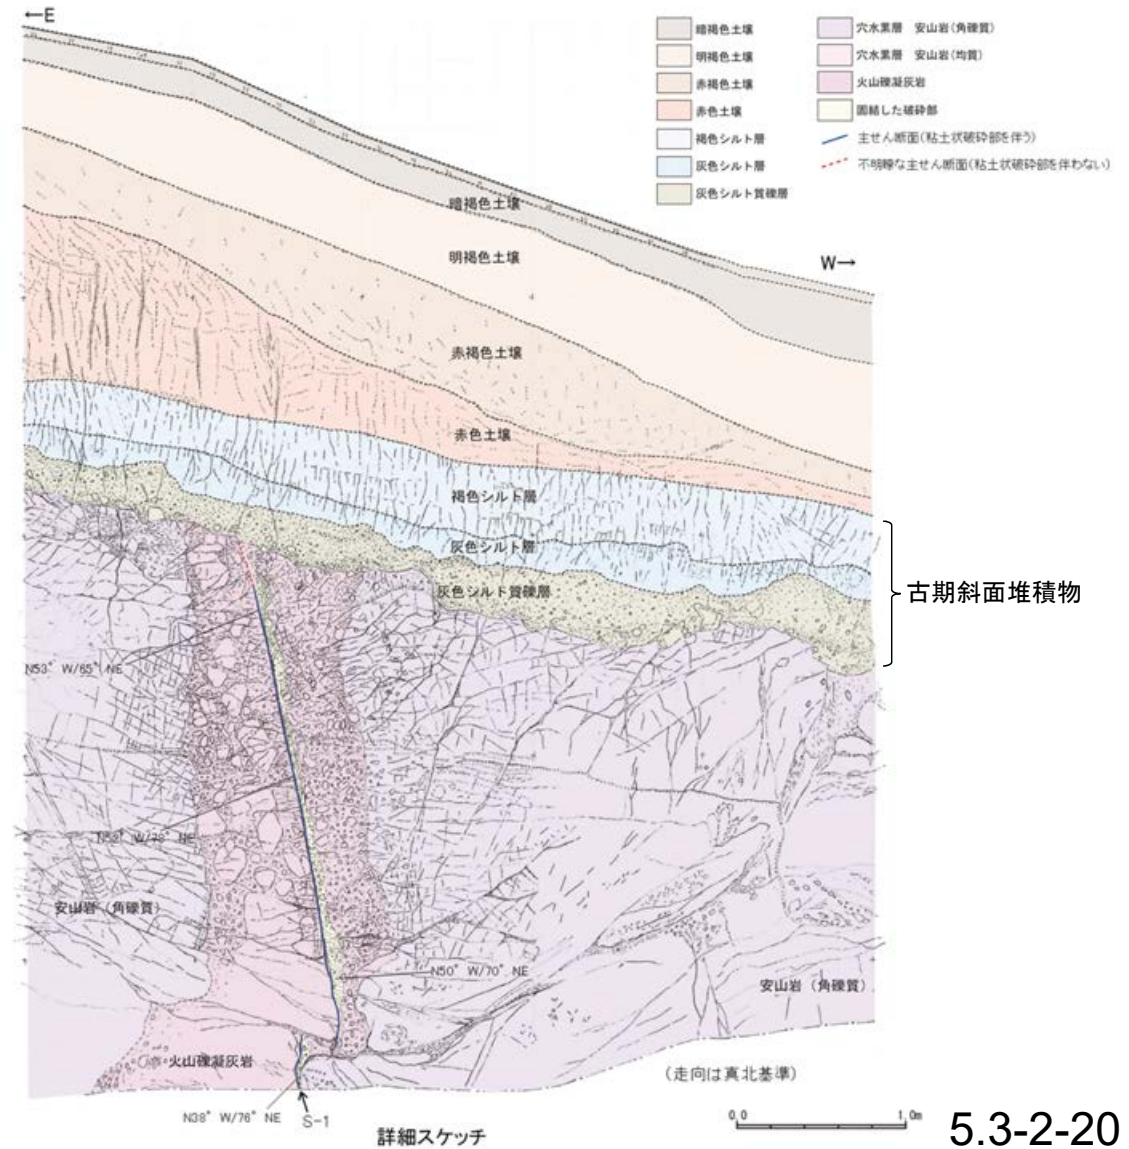 ←E
暗褐色土壌
明褐色土壌
赤褐色土壌
赤色土壌
褐色シルト層
灰色シルト層
灰色シルト質礫層
穴水累層 安山岩(角礫質)
穴水累層 安山岩(均質)
火山礫凝灰岩
固結した破砕部
主せん断面(粘土状破砕部を伴う)
不明瞭な主せん断面(粘土状破砕部を伴わない)
W→
暗褐色土壌
明褐色土壌
赤褐色土壌
赤色土壌
褐色シルト層
灰色シルト層
灰色シルト質礫層
古期斜面堆積物
N53° W/65° NE
安山岩（角礫質）
N50° W/70° NE
安山岩（角礫質）
火山礫凝灰岩
(走向は真北基準)
N38° W/76° NE
S-1
詳細スケッチ
0.0 1.0m
5.3-2-20